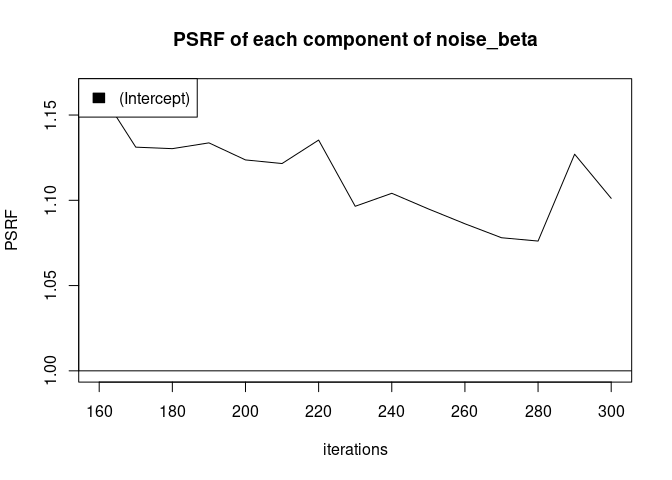 PSRF of each component of noise_beta
(Intercept)
PSRF
1.15
1.10
1.05
1.00
160 180 200 220 240 260 280 300
iterations